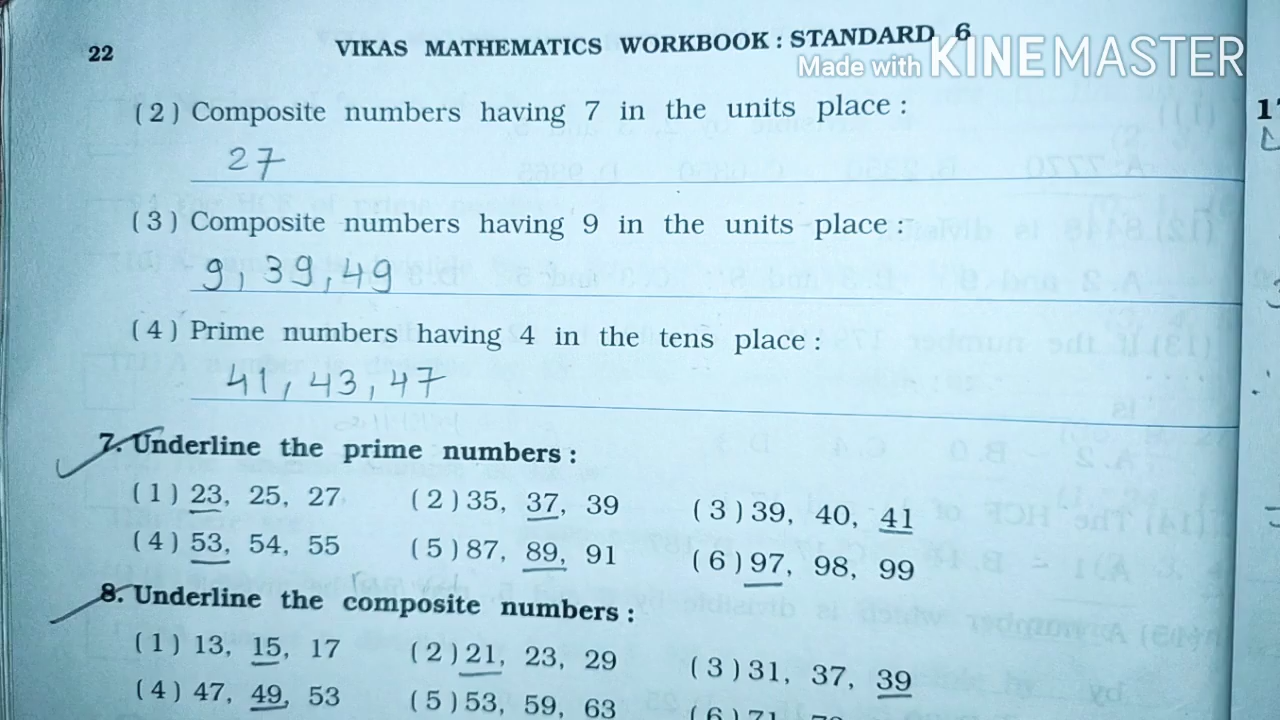 22 VIKAS MATHEMATICS WORKBOOK : STANDARD 6
Made with KINEMASTER
(2) Composite numbers having 7 in the units place :
27
(3) Composite numbers having 9 in the units place :
9, 39, 49
(4) Prime numbers having 4 in the tens place :
41, 43, 47
7. Underline the prime numbers :
(1) 23, 25, 27 (2) 35, 37, 39 (3) 39, 40, 41
(4) 53, 54, 55 (5) 87, 89, 91 (6) 97, 98, 99
8. Underline the composite numbers :
(1) 13, 15, 17 (2) 21, 23, 29 (3) 31, 37, 39
(4) 47, 49, 53 (5) 53, 59, 63